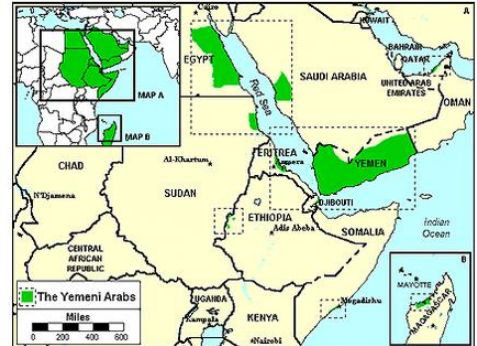 Cairo
KUWAIT
A
EGYPT
BAHRAIN
QATAR
SAUDI ARABIA
UNITED ARAB
EMIRATES
Red Sea
OMAN
MAP A
MAP B
ERITREA
Asmera
YEMEN
CHAD
Al-Khartum
N'Djamena
SUDAN
DJIBOUTI
ETHIOPIA
Adis Abeba
SOMALIA
Indian
Ocean
CENTRAL
AFRICAN
REPUBLIC
B
MAYOTTE
MADAGASCAR
The Yemeni Arabs
Miles
0 200 400 600
UGANDA
Kampala
KENYA
Nairobi
Mogadishu